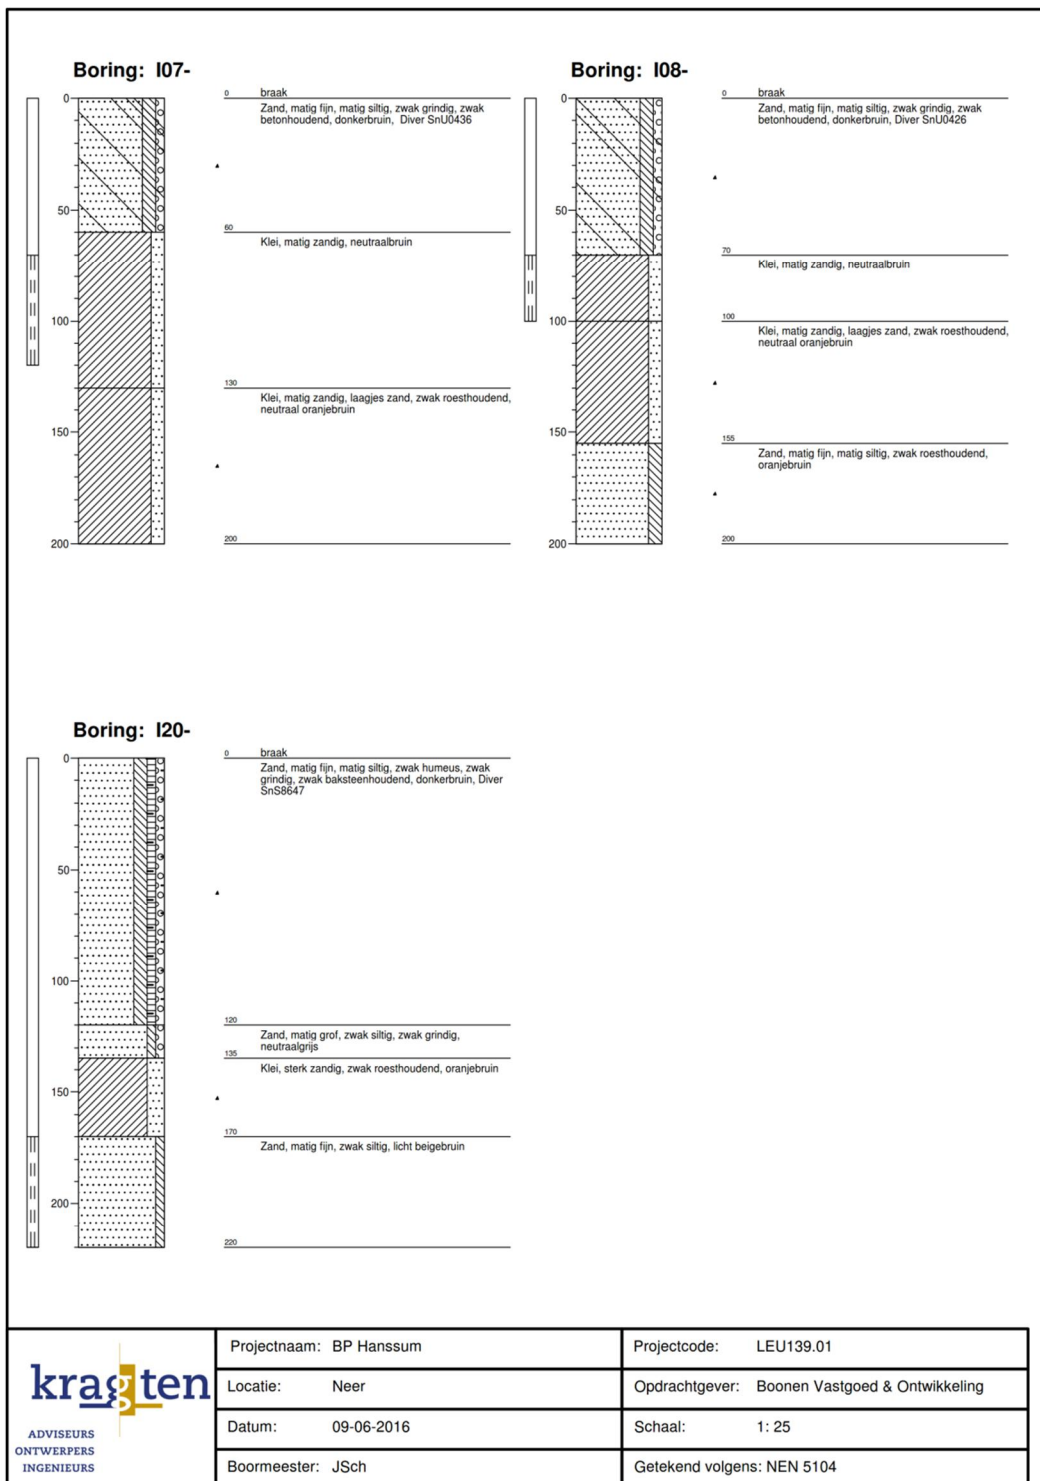 Boring: I07-
0
50
100
150
200
0 braak
Zand, matig fijn, matig siltig, zwak grindig, zwak
betonhoudend, donkerbruin, Diver SnU0436
60
Klei, matig zandig, neutraalbruin
130
Klei, matig zandig, laagjes zand, zwak roesthoudend,
neutraal oranjebruin
200
Boring: I08-
0
50
100
150
200
0 braak
Zand, matig fijn, matig siltig, zwak grindig, zwak
betonhoudend, donkerbruin, Diver SnU0426
70
Klei, matig zandig, neutraalbruin
100
Klei, matig zandig, laagjes zand, zwak roesthoudend,
neutraal oranjebruin
155
Zand, matig fijn, matig siltig, zwak roesthoudend,
oranjebruin
200
Boring: I20-
0
50
100
150
200
0 braak
Zand, matig fijn, matig siltig, zwak humeus, zwak
grindig, zwak baksteenhoudend, donkerbruin, Diver
SnS8647
120
Zand, matig grof, zwak siltig, zwak grindig,
neutraalgrijs
135
Klei, sterk zandig, zwak roesthoudend, oranjebruin
170
Zand, matig fijn, zwak siltig, licht beigebruin
220
kragten
ADVISEURS
ONTWERPERS
INGENIEURS
Projectnaam: BP Hanssum
Projectcode: LEU139.01
Locatie: Neer
Opdrachtgever: Boonen Vastgoed & Ontwikkeling
Datum: 09-06-2016
Schaal: 1: 25
Boormeester: JSch
Getekend volgens: NEN 5104